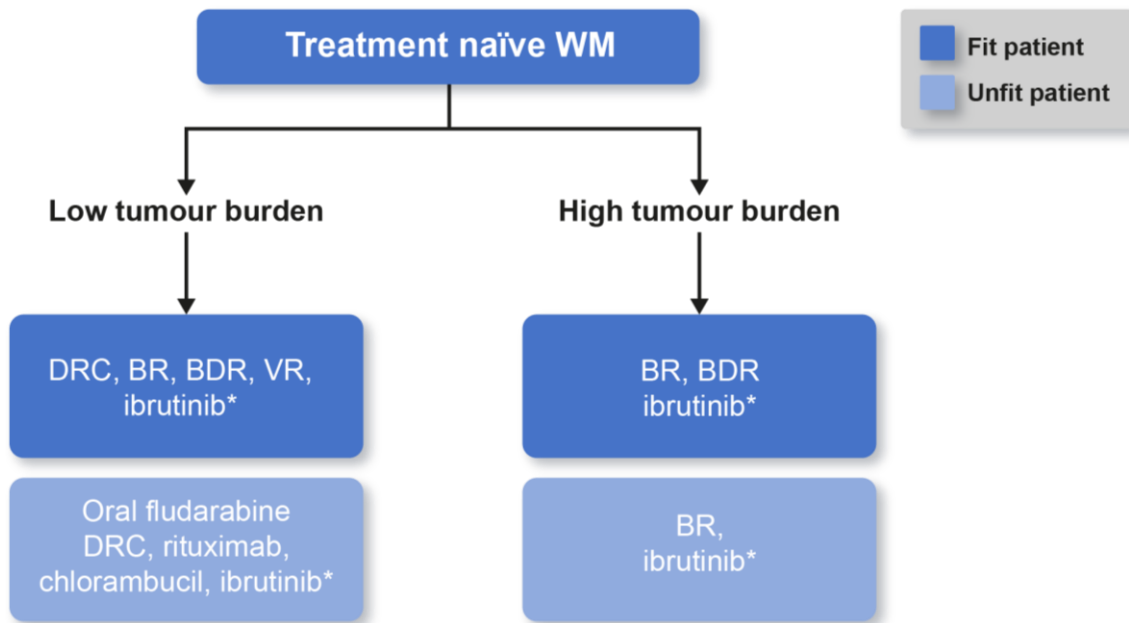 Treatment naïve WM
Fit patient
Unfit patient
Low tumour burden
High tumour burden
DRC, BR, BDR, VR,
ibrutinib*
BR, BDR
ibrutinib*
Oral fludarabine
DRC, rituximab,
chlorambucil, ibrutinib*
BR,
ibrutinib*